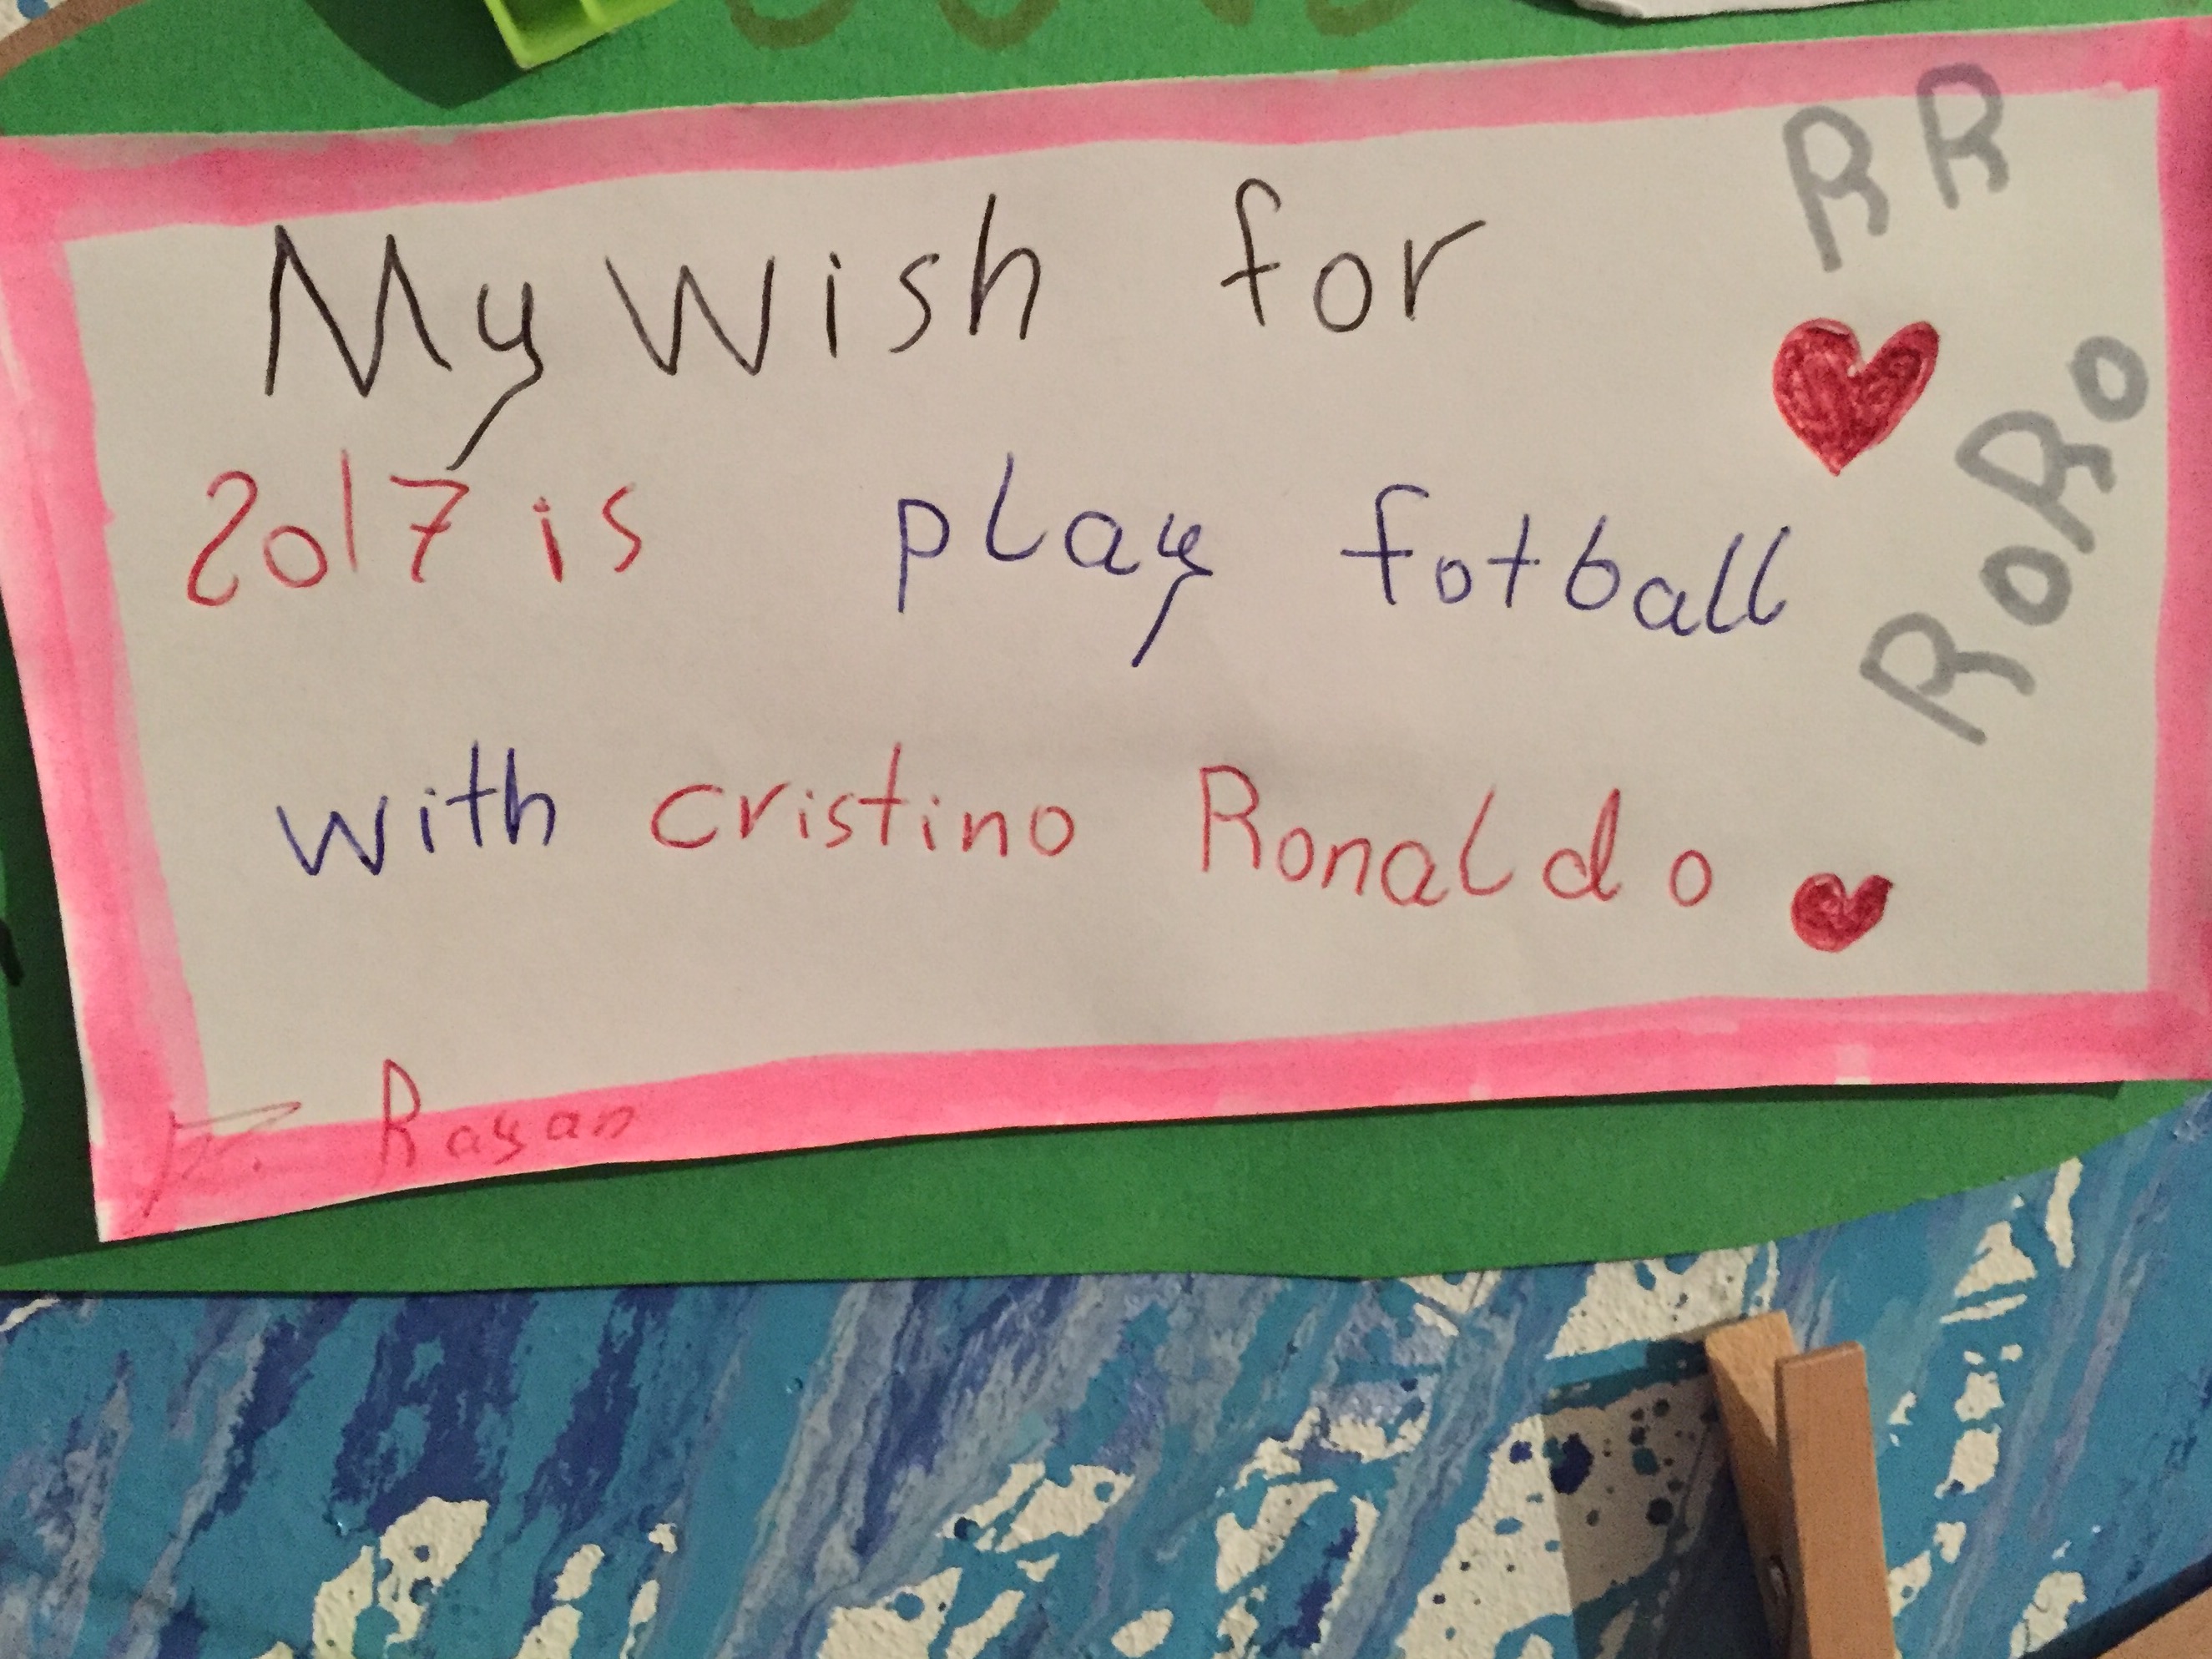 My wish for
2017 is play fotball
with cristino Ronaldo
RR
RoRo
Rayan